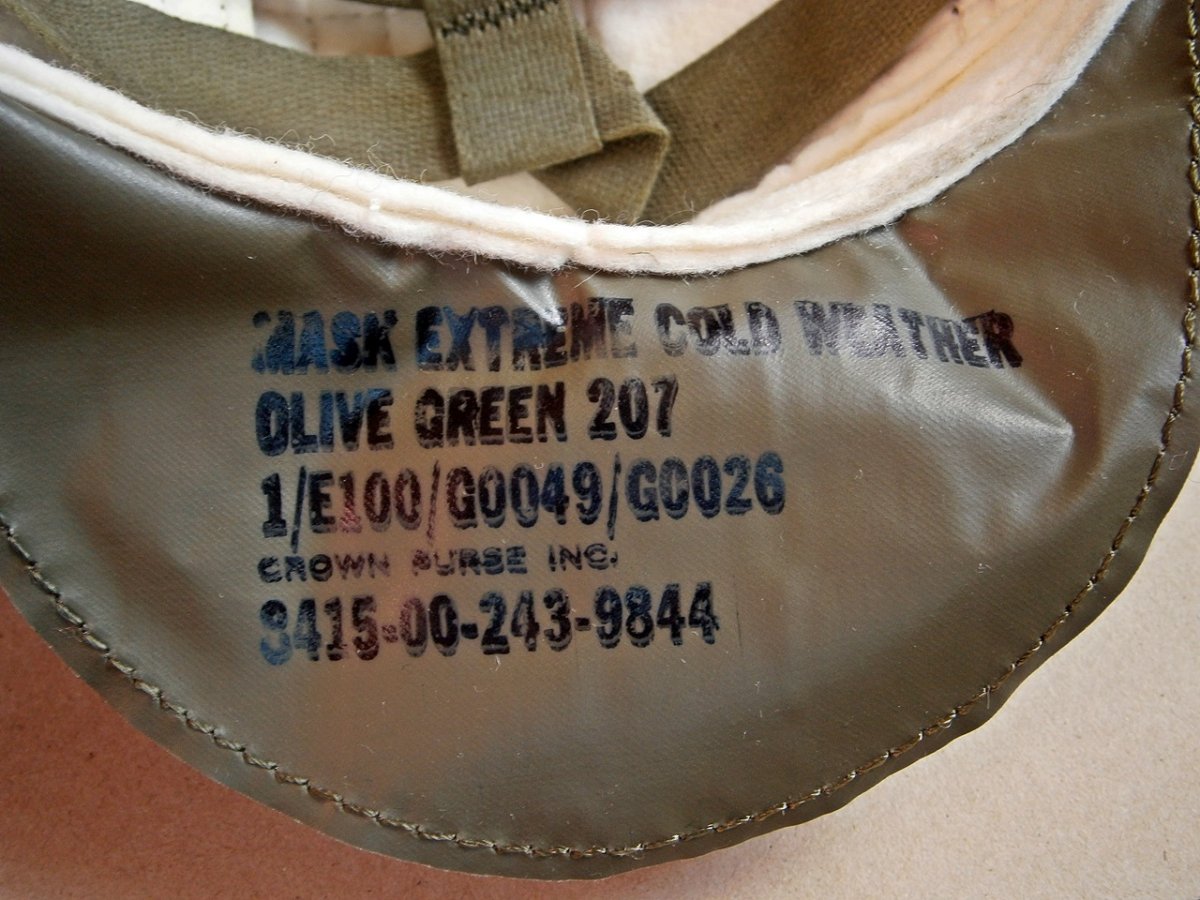 MASK EXTREME COLD WEATHER
OLIVE GREEN 207
1/E100/G0049/G0026
CROWN PURSE INC.
8415-00-243-9844